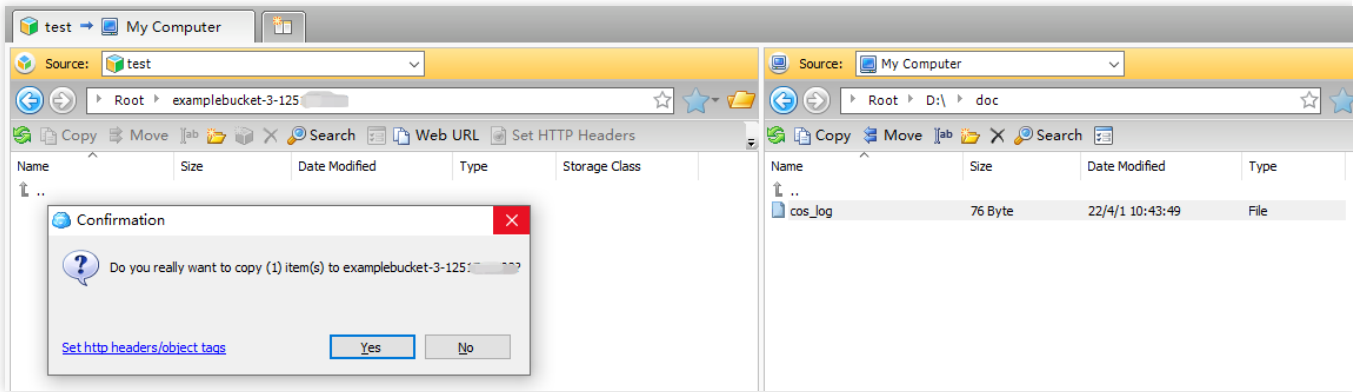 test → My Computer
Source: test
Root examplebucket-3-125
Copy Move Search Web URL Set HTTP Headers
Name Size Date Modified Type Storage Class
..
Confirmation
Do you really want to copy (1) item(s) to examplebucket-3-1251
Set http headers/object tags Yes No
Source: My Computer
Root D:\ doc
Copy Move Search
Name Size Date Modified Type
..
cos_log 76 Byte 22/4/1 10:43:49 File